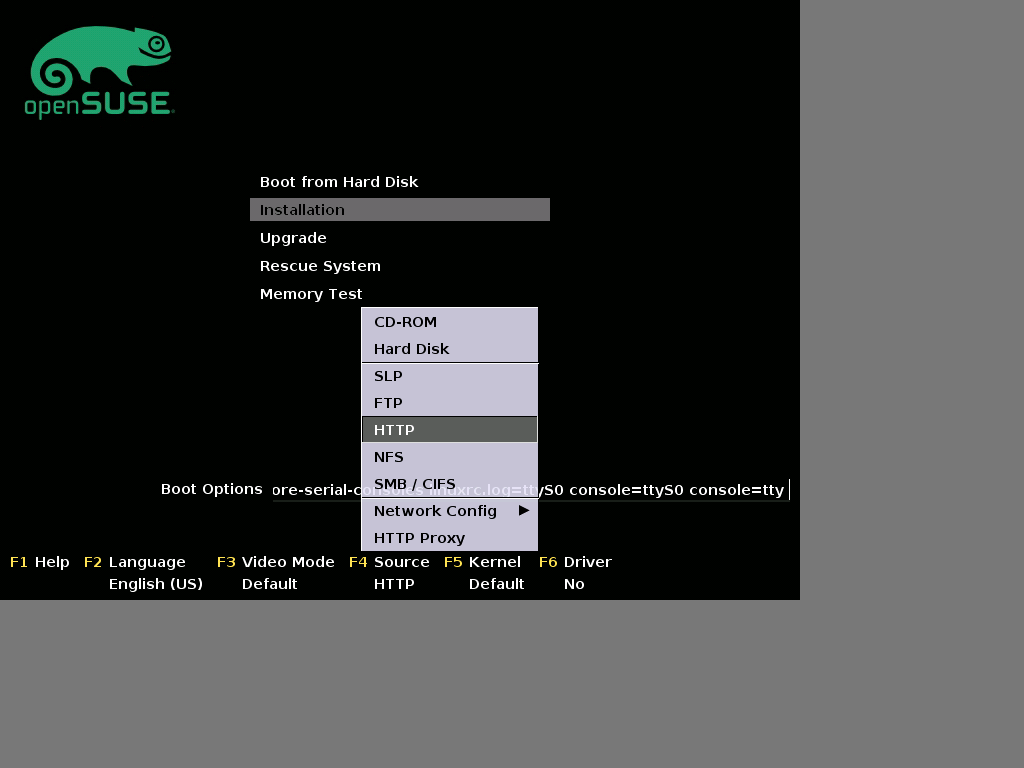 openSUSE
Boot from Hard Disk
Installation
Upgrade
Rescue System
Memory Test
CD-ROM
Hard Disk
SLP
FTP
HTTP
NFS
SMB / CIFS
Boot Options ore-serial-consoles linuxrc.log=ttyS0 console=ttyS0 console=tty
Network Config
HTTP Proxy
F1 Help F2 Language F3 Video Mode F4 Source F5 Kernel F6 Driver
English (US) Default HTTP Default No